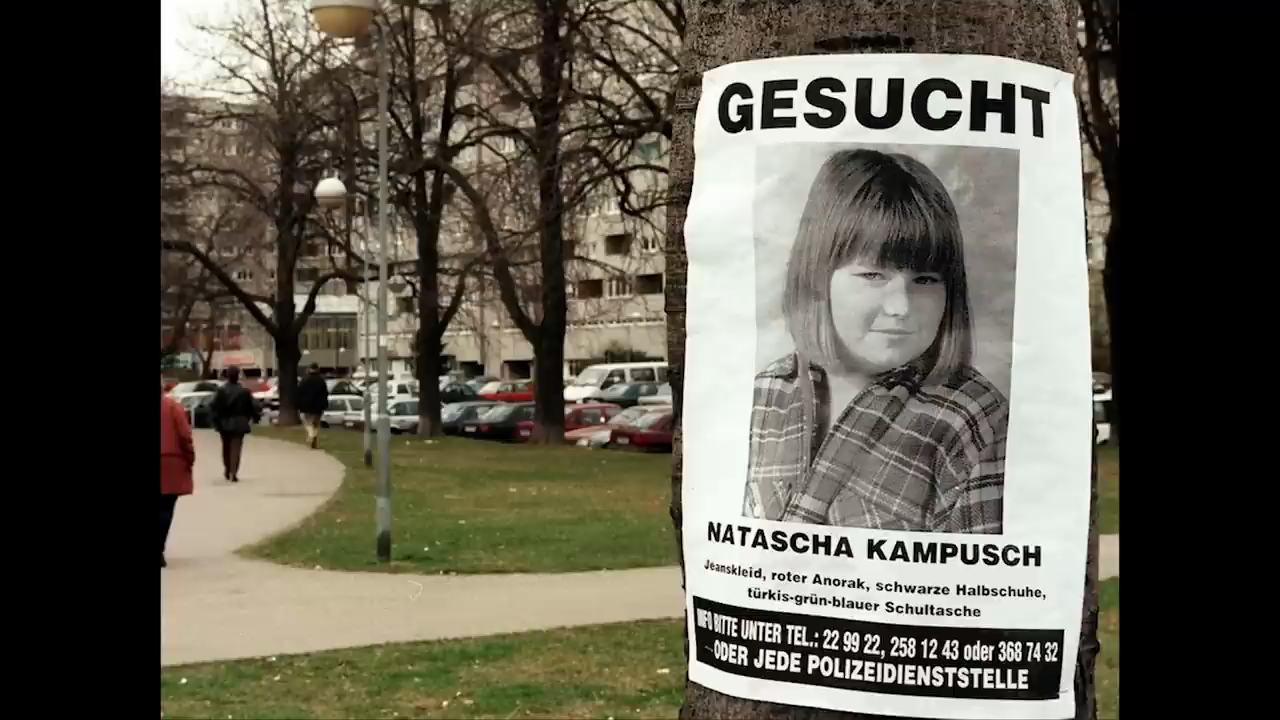 GESUCHT
NATASCHA KAMPUSCH
Jeanskleid, roter Anorak, schwarze Halbschuhe,
türkis-grün-blauer Schultasche
INFO BITTE UNTER TEL.: 22 99 22, 258 12 43 oder 368 74 32
ODER JEDE POLIZEIDIENSTSTELLE